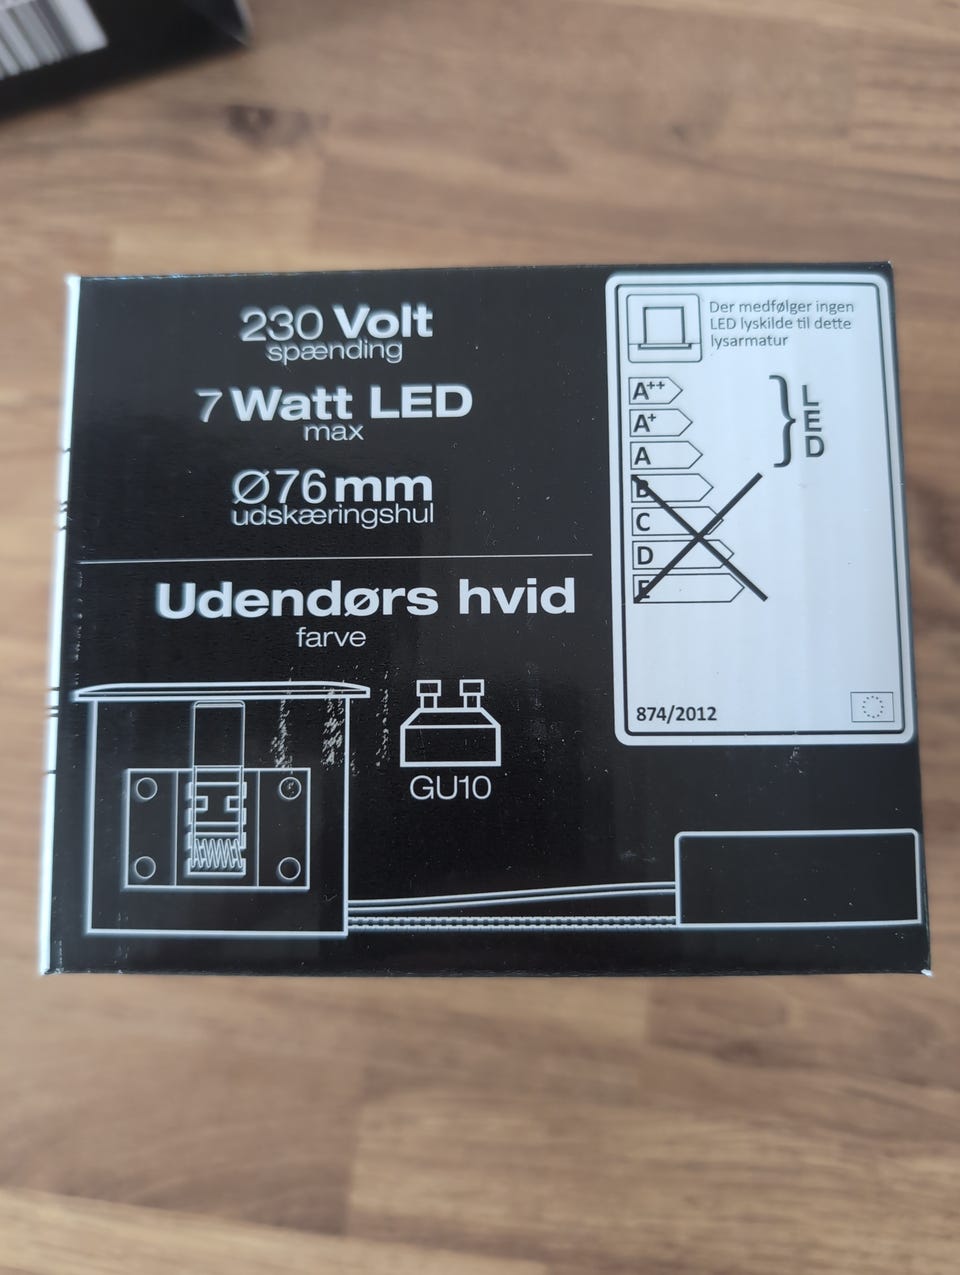 230 Volt
spænding
7 Watt LED
max
Ø76 mm
udskæringshul
Udendørs hvid
farve
GU10
Der medfølger ingen
LED lyskilde til dette
lysarmatur
A++
A+
A
B
C
D
E
LED
874/2012